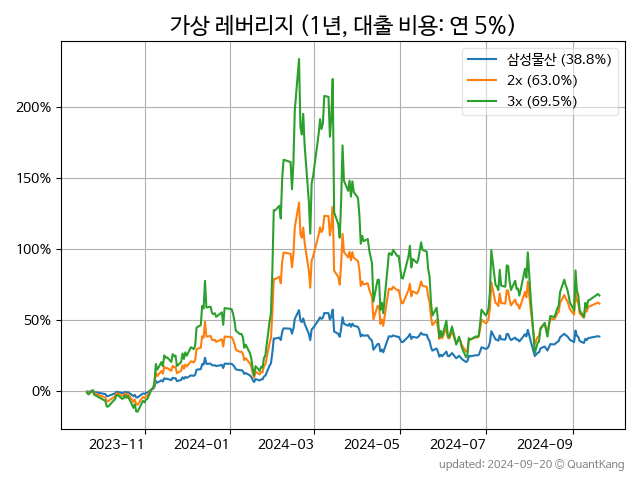 가상 레버리지 (1년, 대출 비용: 연 5%)
삼성물산 (38.8%)
2x (63.0%)
3x (69.5%)
200%
150%
100%
50%
0%
2023-11 2024-01 2024-03 2024-05 2024-07 2024-09
updated: 2024-09-20 © QuantKang